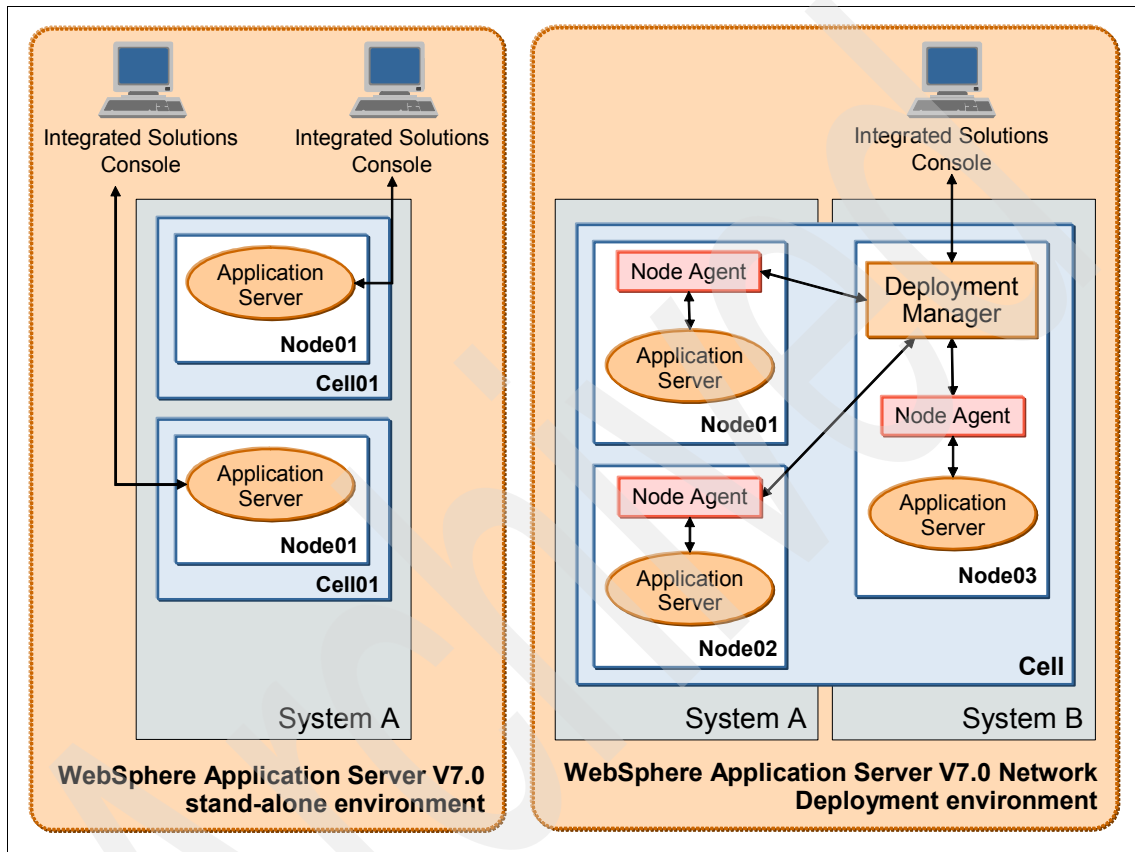 Integrated Solutions
Console
Integrated Solutions
Console
Application
Server
Node01
Cell01
Application
Server
Node01
Cell01
System A
WebSphere Application Server V7.0
stand-alone environment
Integrated Solutions
Console
Node Agent
Application
Server
Node01
Node Agent
Application
Server
Node02
Deployment
Manager
Node Agent
Application
Server
Node03
Cell
System A
System B
WebSphere Application Server V7.0 Network
Deployment environment
Archived